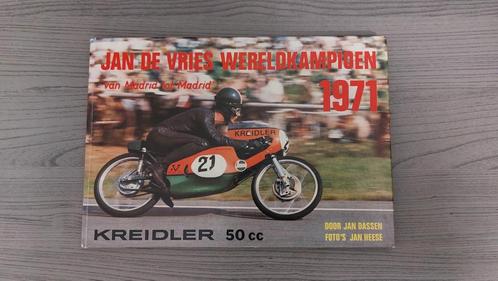 JAN DE VRIES WERELDKAMPIOEN
"van Madrid tot Madrid"
1971
KREIDLER
21
KREIDLER 50 cc
DOOR JAN DASSEN
FOTO'S JAN HEESE